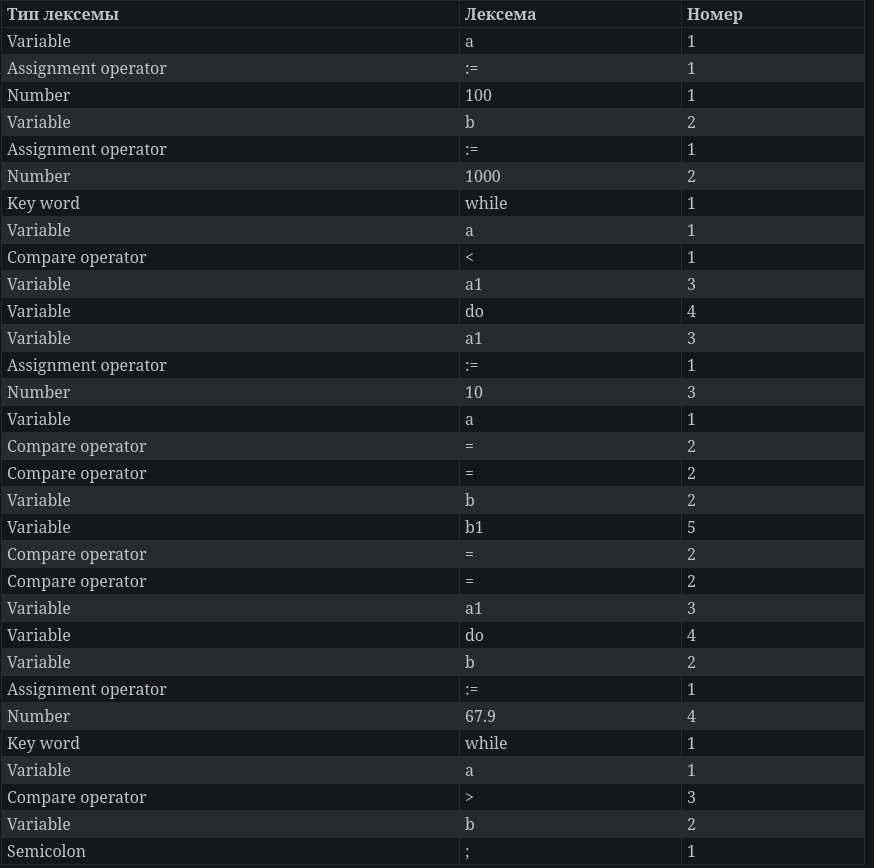 Тип лексемы Лексема Номер
Variable a 1
Assignment operator := 1
Number 100 1
Variable b 2
Assignment operator := 1
Number 1000 2
Key word while 1
Variable a 1
Compare operator < 1
Variable a1 3
Variable do 4
Variable a1 3
Assignment operator := 1
Number 10 3
Variable a 1
Compare operator = 2
Compare operator = 2
Variable b 2
Variable b1 5
Compare operator = 2
Compare operator = 2
Variable a1 3
Variable do 4
Variable b 2
Assignment operator := 1
Number 67.9 4
Key word while 1
Variable a 1
Compare operator > 3
Variable b 2
Semicolon ; 1